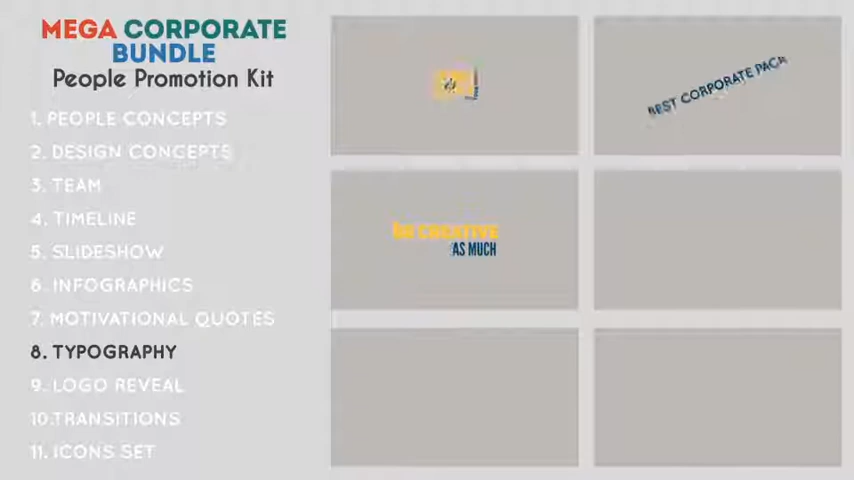 MEGA CORPORATE
BUNDLE
People Promotion Kit
1. PEOPLE CONCEPTS
2. DESIGN CONCEPTS
3. TEAM
4. TIMELINE
5. SLIDESHOW
6. INFOGRAPHICS
7. MOTIVATIONAL QUOTES
8. TYPOGRAPHY
9. LOGO REVEAL
10.TRANSITIONS
11. ICONS SET
BEST CORPORATE PACK
CREATIVE
AS MUCH